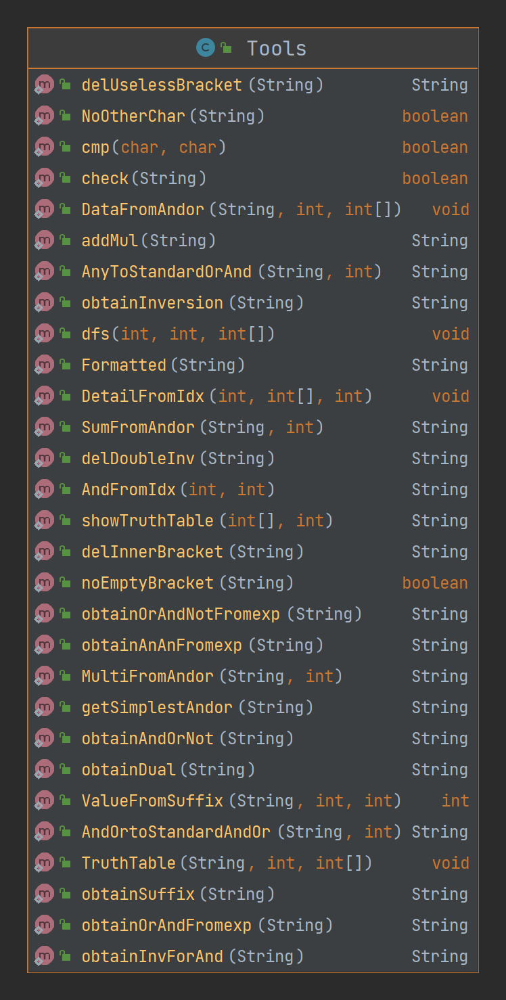 C Tools
m delUselessBracket(String) String
m NoOtherChar(String) boolean
m cmp(char, char) boolean
m check(String) boolean
m DataFromAndor(String, int, int[]) void
m addMul(String) String
m AnyToStandardOrAnd(String, int) String
m obtainInversion(String) String
m dfs(int, int, int[]) void
m Formatted(String) String
m DetailFromIdx(int, int[], int) void
m SumFromAndor(String, int) String
m delDoubleInv(String) String
m AndFromIdx(int, int) String
m showTruthTable(int[], int) String
m delInnerBracket(String) String
m noEmptyBracket(String) boolean
m obtainOrAndNotFromexp(String) String
m obtainAnAnFromexp(String) String
m MultiFromAndor(String, int) String
m getSimplestAndor(String) String
m obtainAndOrNot(String) String
m obtainDual(String) String
m ValueFromSuffix(String, int, int) int
m AndOrtoStandardAndOr(String, int) String
m TruthTable(String, int, int[]) void
m obtainSuffix(String) String
m obtainOrAndFromexp(String) String
m obtainInvForAnd(String) String